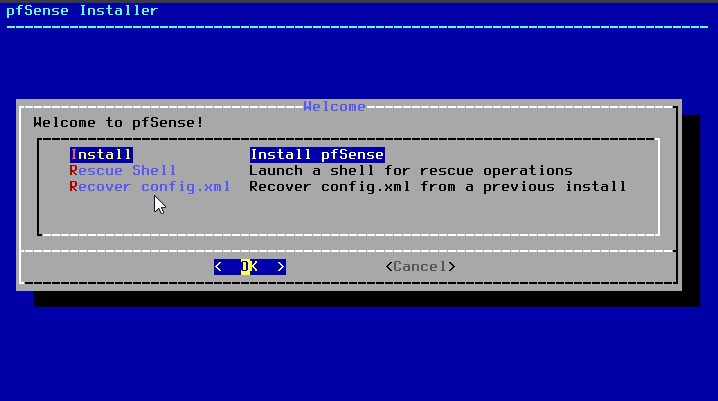 pfSense Installer
Welcome
Welcome to pfSense!
Install Install pfSense
Rescue Shell Launch a shell for rescue operations
Recover config.xml Recover config.xml from a previous install
< OK > <Cancel>